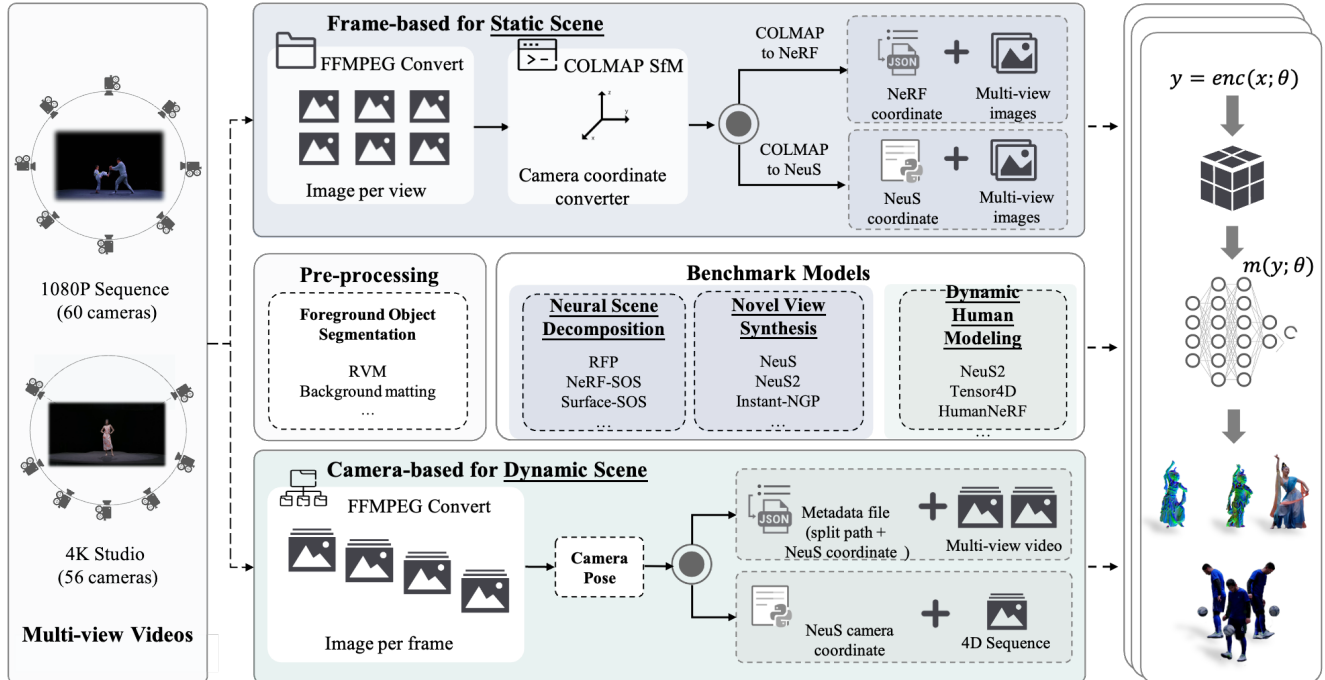 1080P Sequence
(60 cameras)
4K Studio
(56 cameras)
Multi-view Videos
Frame-based for Static Scene
FFMPEG Convert
Image per view
COLMAP SfM
z
y
x
Camera coordinate
converter
COLMAP
to NeRF
COLMAP
to NeuS
JSON
NeRF
coordinate
+
Multi-view
images
NeuS
coordinate
+
Multi-view
images
Pre-processing
Foreground Object
Segmentation
RVM
Background matting
...
Benchmark Models
Neural Scene
Decomposition
RFP
NeRF-SOS
Surface-SOS
...
Novel View
Synthesis
NeuS
NeuS2
Instant-NGP
...
Dynamic
Human
Modeling
NeuS2
Tensor4D
HumanNeRF
...
Camera-based for Dynamic Scene
FFMPEG Convert
Image per frame
Camera
Pose
JSON
Metadata file
(split path +
NeuS coordinate )
+
Multi-view video
NeuS camera
coordinate
+
4D Sequence
y = enc(x; θ)
m(y; θ)